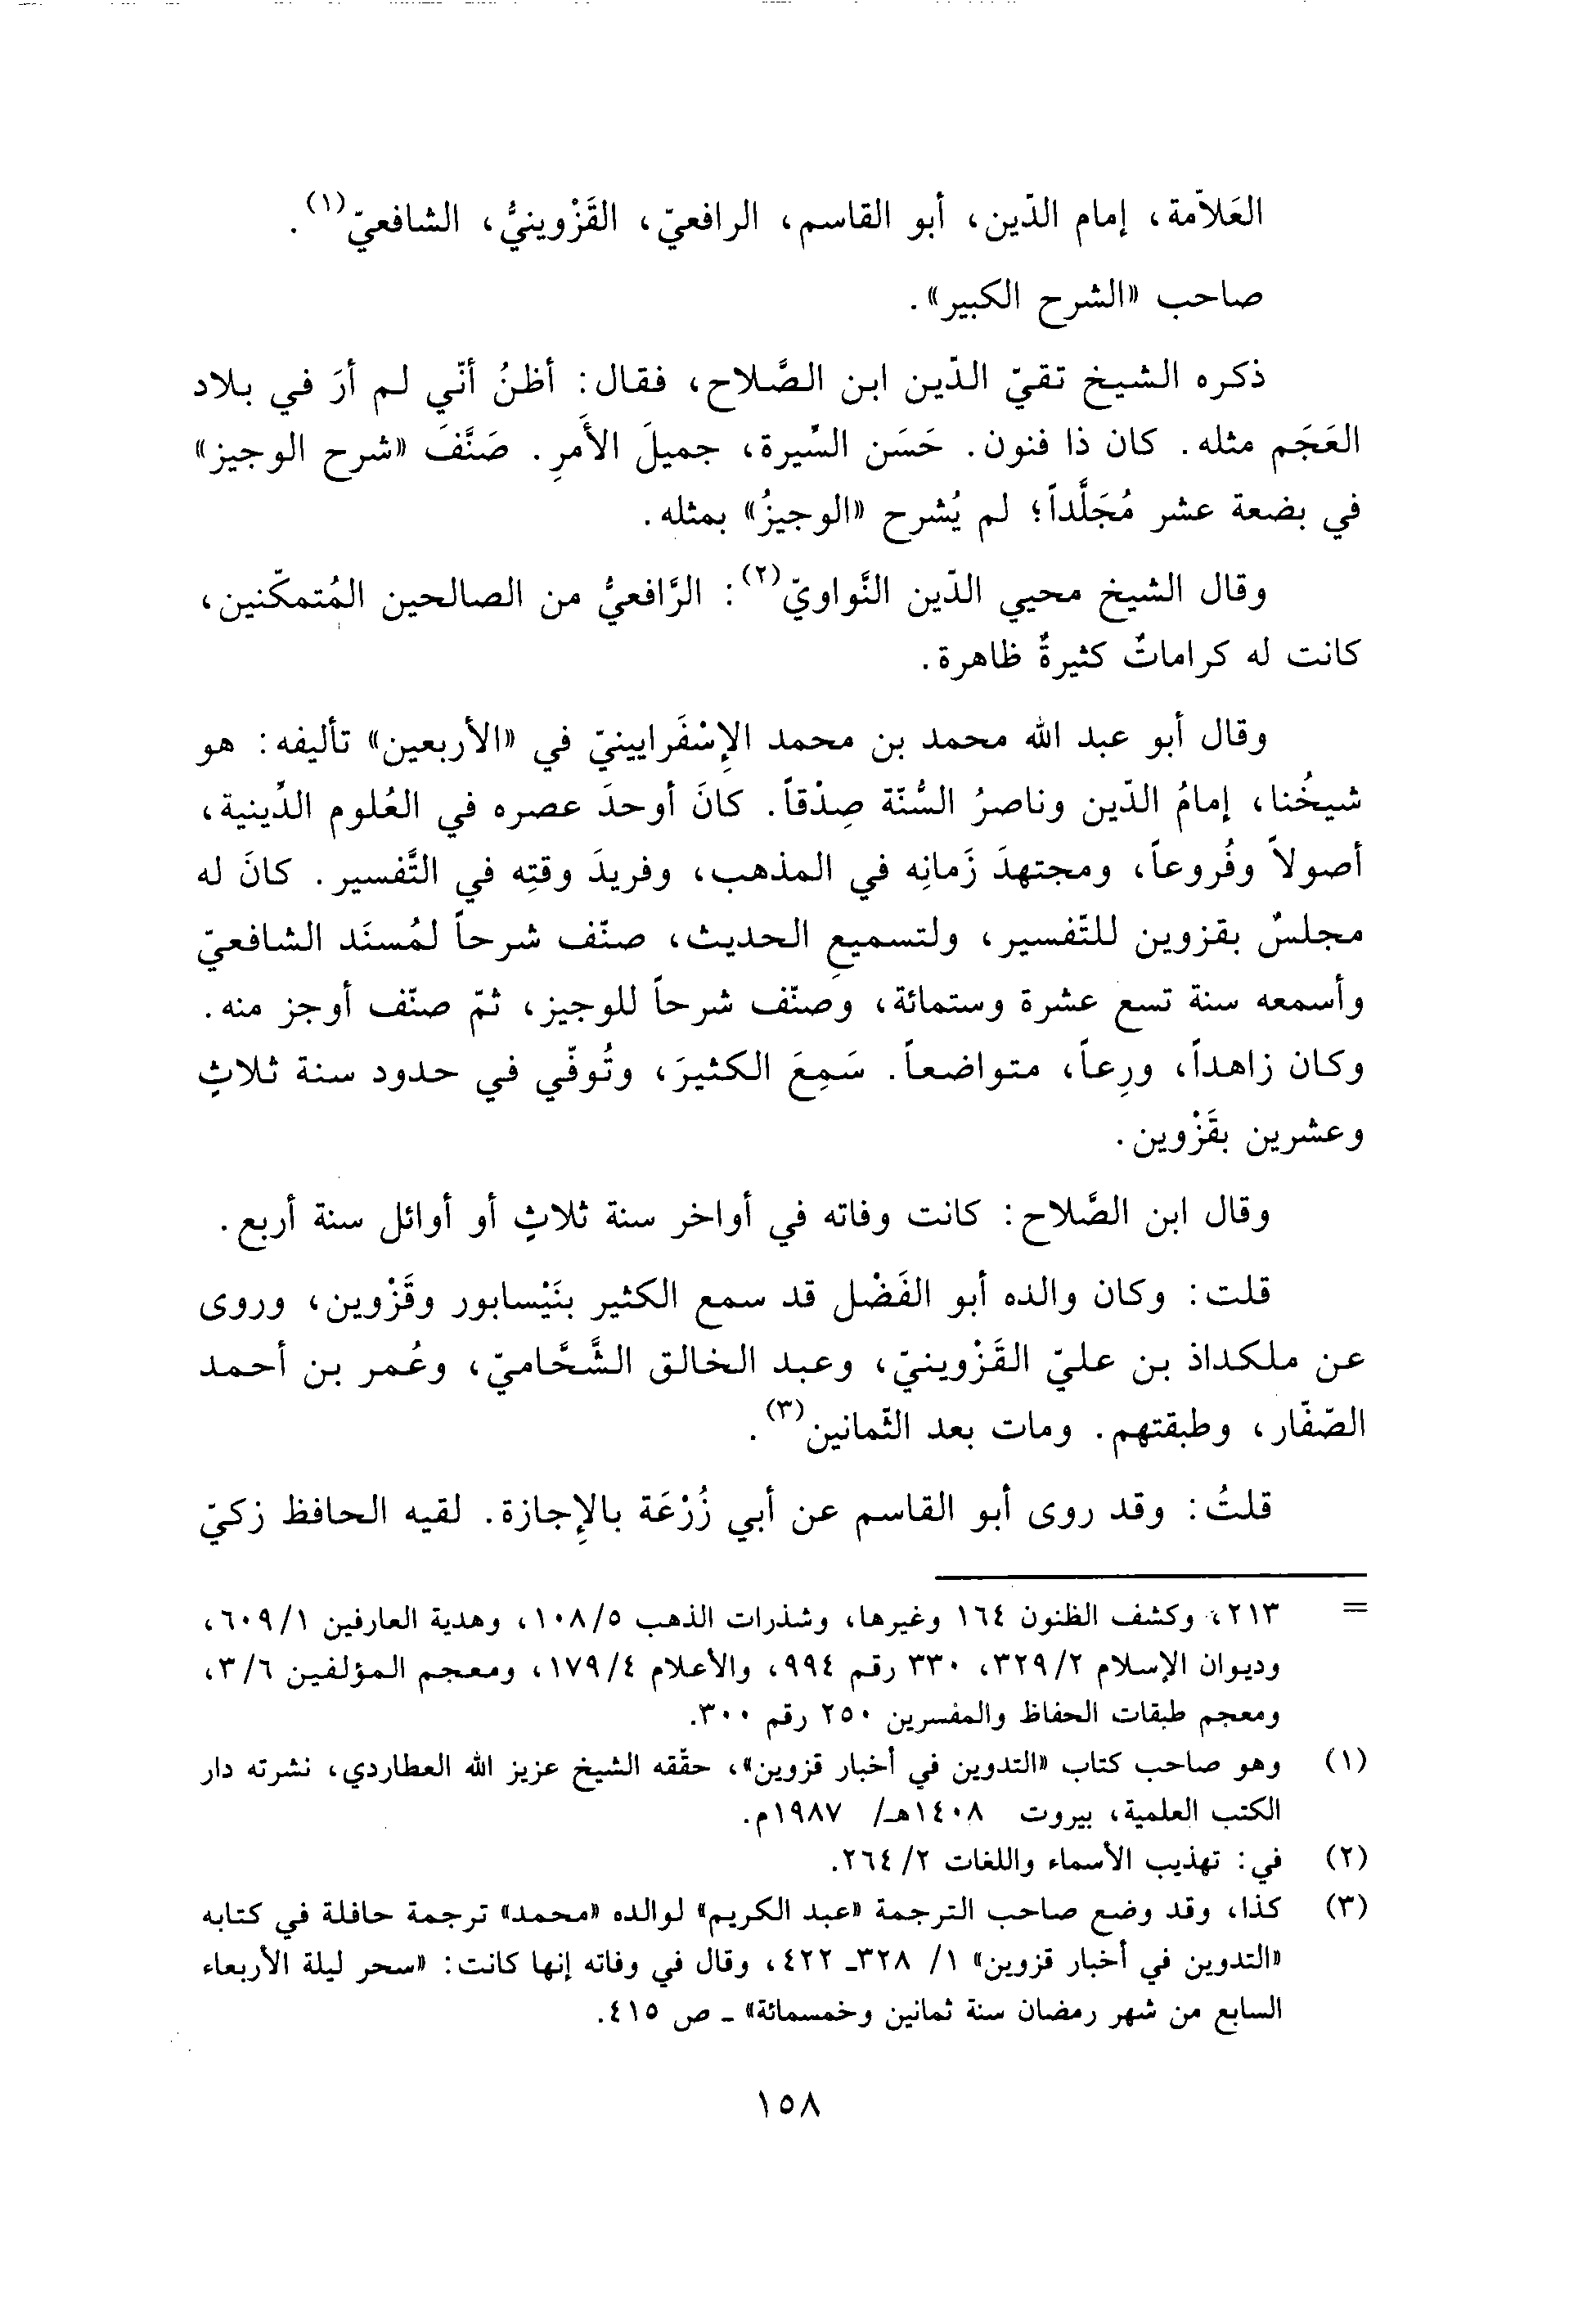 العَلاّمة، إمام الدّين، أبو القاسم، الرافعيّ، القَزْوينيُّ، الشافعيّ(١).
صاحب «الشرح الكبير».
ذكره الشيخ تقيّ الدّين ابن الصَّلاح، فقال: أظنُ أنّي لم أرَ في بلاد
العَجَم مثله. كان ذا فنون. حَسَن السِّيرة، جميلَ الأَمرِ. صَنَّفَ «شرح الوجيز»
في بضعة عشر مُجَلَّداً؛ لم يُشرح «الوجيزُ» بمثله.
وقال الشيخ محيي الدّين النَّواويّ(٢): الرَّافعيُّ من الصالحين المُتمكّنين،
كانت له كراماتٌ كثيرةٌ ظاهرة.
وقال أبو عبد الله محمد بن محمد الإِسْفَرايينيّ في «الأربعين» تأليفه: هو
شيخُنا، إمامُ الدّين وناصرُ السُّنّة صِدْقاً. كانَ أوحدَ عصره في العُلوم الدِّينية،
أصولاً وفُروعاً، ومجتهدَ زَمانِه في المذهب، وفريدَ وقتِه في التَّفسير. كانَ له
مجلسٌ بقزوين للتّفسير، ولتسميعِ الحديث، صنّف شرحاً لمُسنَد الشافعيّ
وأسمعه سنة تسع عشرة وستمائة، وصنّف شرحاً للوجيز، ثمّ صنّف أوجز منه.
وكان زاهداً، ورِعاً، متواضعاً. سَمِعَ الكثيرَ، وتُوفّي في حدود سنة ثلاثٍ
وعشرين بقَزْوين.
وقال ابن الصَّلاح: كانت وفاته في أواخر سنة ثلاثٍ أو أوائل سنة أربع.
قلت: وكان والده أبو الفَضْل قد سمع الكثير بنَيْسابور وقَزْوين، وروى
عن ملكداذ بن عليّ القَزْوينيّ، وعبد الخالق الشَّحَّاميّ، وعُمر بن أحمد
الصّفّار، وطبقتهم. ومات بعد الثّمانين(٣).
قلتُ: وقد روى أبو القاسم عن أبي زُرْعَة بالإِجازة. لقيه الحافظ زكيّ
= ٢١٣، وكشف الظنون ١٦٤ وغيرها، وشذرات الذهب ١٠٨/٥، وهدية العارفين ٦٠٩/١،
وديوان الإسلام ٣٢٩/٢، ٣٣٠ رقم ٩٩٤، والأعلام ١٧٩/٤، ومعجم المؤلفين ٣/٦،
ومعجم طبقات الحفاظ والمفسرين ٢٥٠ رقم ٣٠٠.
(١) وهو صاحب كتاب «التدوين في أخبار قزوين»، حقّقه الشيخ عزيز الله العطاردي، نشرته دار
الكتب العلمية، بيروت ١٤٠٨هـ/ ١٩٨٧م.
(٢) في: تهذيب الأسماء واللغات ٢٦٤/٢.
(٣) كذا، وقد وضع صاحب الترجمة «عبد الكريم» لوالده «محمد» ترجمة حافلة في كتابه
«التدوين في أخبار قزوين» ١/ ٣٢٨ـ ٤٢٢، وقال في وفاته إنها كانت: «سحر ليلة الأربعاء
السابع من شهر رمضان سنة ثمانين وخمسمائة» ـ ص ٤١٥.
١٥٨